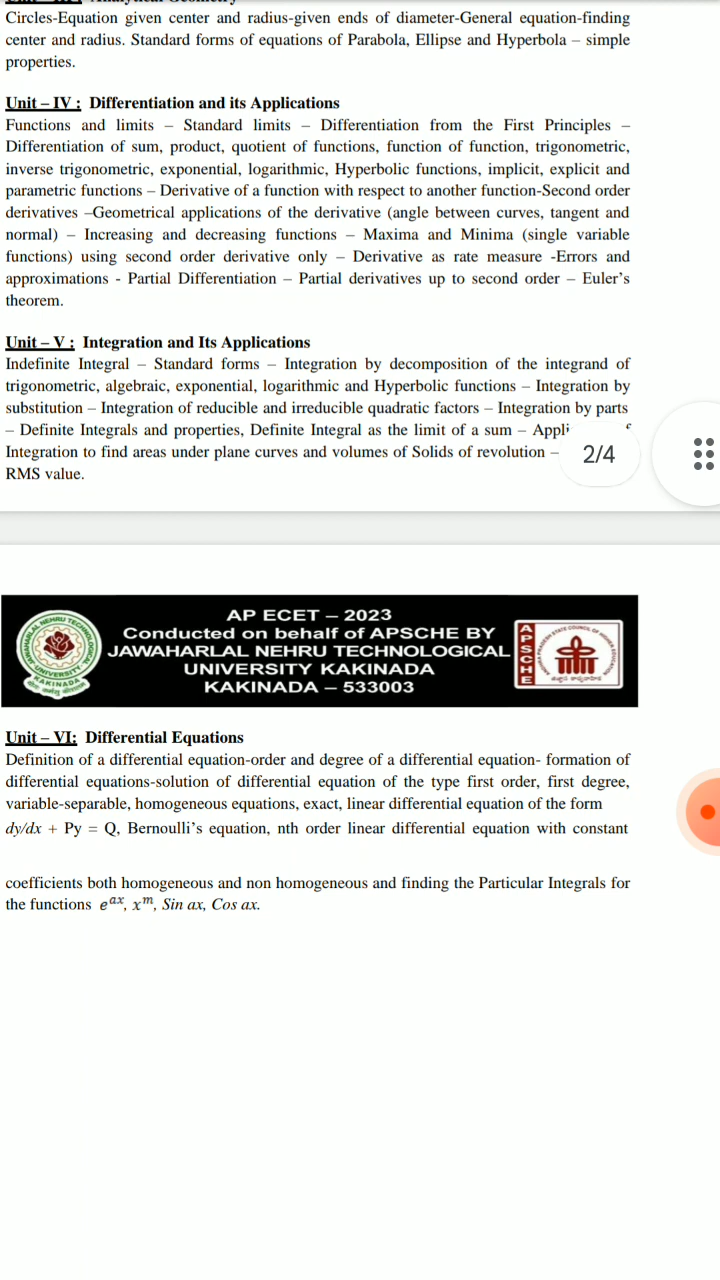 Circles-Equation given center and radius-given ends of diameter-General equation-finding
center and radius. Standard forms of equations of Parabola, Ellipse and Hyperbola – simple
properties.
Unit – IV : Differentiation and its Applications
Functions and limits – Standard limits – Differentiation from the First Principles –
Differentiation of sum, product, quotient of functions, function of function, trigonometric,
inverse trigonometric, exponential, logarithmic, Hyperbolic functions, implicit, explicit and
parametric functions – Derivative of a function with respect to another function-Second order
derivatives –Geometrical applications of the derivative (angle between curves, tangent and
normal) – Increasing and decreasing functions – Maxima and Minima (single variable
functions) using second order derivative only – Derivative as rate measure -Errors and
approximations - Partial Differentiation – Partial derivatives up to second order – Euler’s
theorem.
Unit – V : Integration and Its Applications
Indefinite Integral – Standard forms – Integration by decomposition of the integrand of
trigonometric, algebraic, exponential, logarithmic and Hyperbolic functions – Integration by
substitution – Integration of reducible and irreducible quadratic factors – Integration by parts
– Definite Integrals and properties, Definite Integral as the limit of a sum – Appli
Integration to find areas under plane curves and volumes of Solids of revolution –
RMS value.
2/4
AP ECET – 2023
Conducted on behalf of APSCHE BY
JAWAHARLAL NEHRU TECHNOLOGICAL
UNIVERSITY KAKINADA
KAKINADA – 533003
APSCHE
Unit – VI: Differential Equations
Definition of a differential equation-order and degree of a differential equation- formation of
differential equations-solution of differential equation of the type first order, first degree,
variable-separable, homogeneous equations, exact, linear differential equation of the form
dy/dx + Py = Q, Bernoulli’s equation, nth order linear differential equation with constant
coefficients both homogeneous and non homogeneous and finding the Particular Integrals for
the functions e^ax, x^m, Sin ax, Cos ax.